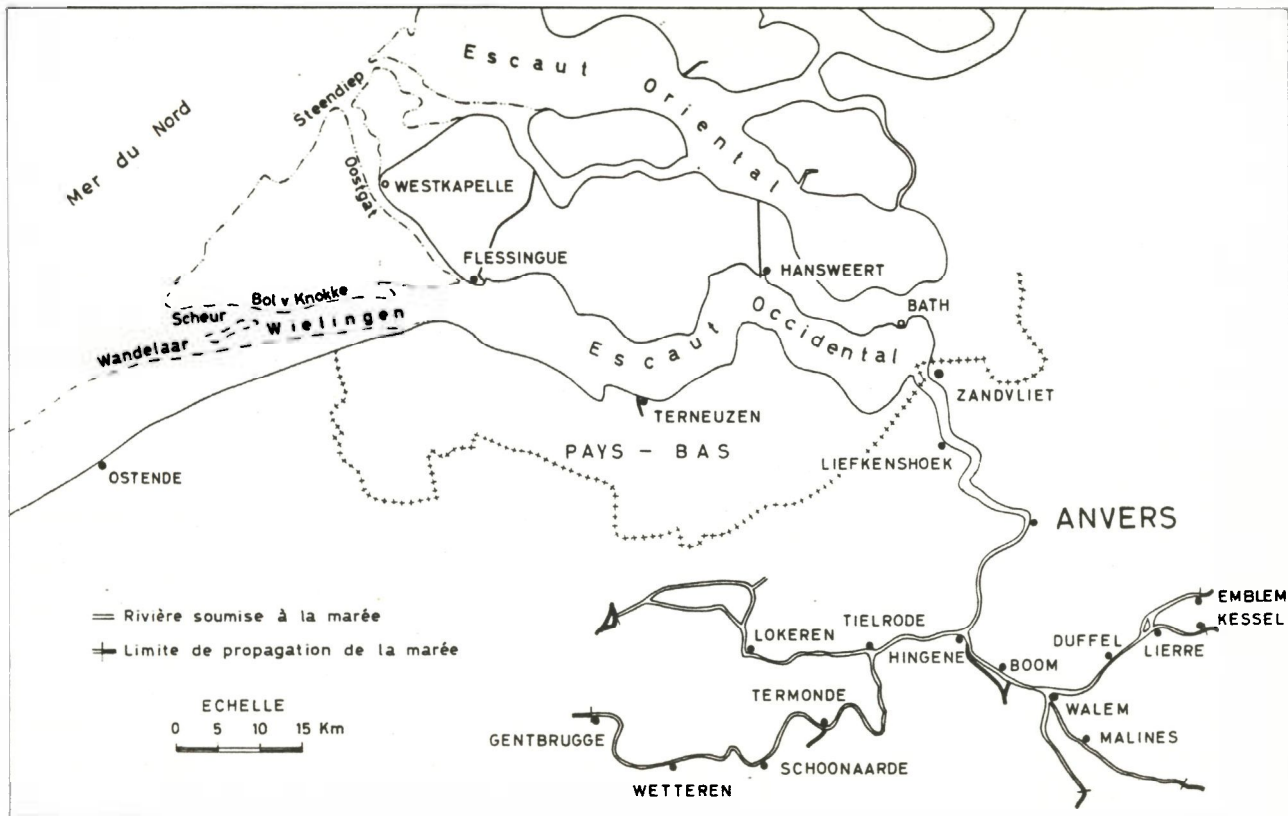 Escaut Oriental
Steendiep
Mer du Nord
Oostgat
WESTKAPELLE
FLESSINGUE
HANSWEERT
Bol v Knokke
Scheur
Wielingen
Wandelaar
BATH
Escaut Occidental
ZANDVLIET
TERNEUZEN
PAYS - BAS
LIEFKENSHOEK
OSTENDE
ANVERS
Rivière soumise à la marée
Limite de propagation de la marée
ECHELLE
0 5 10 15 Km
EMBLEM
KESSEL
TIELRODE
LOKEREN
DUFFEL
LIERRE
HINGENE
BOOM
TERMONDE
WALEM
GENTBRUGGE
MALINES
SCHOONAARDE
WETTEREN